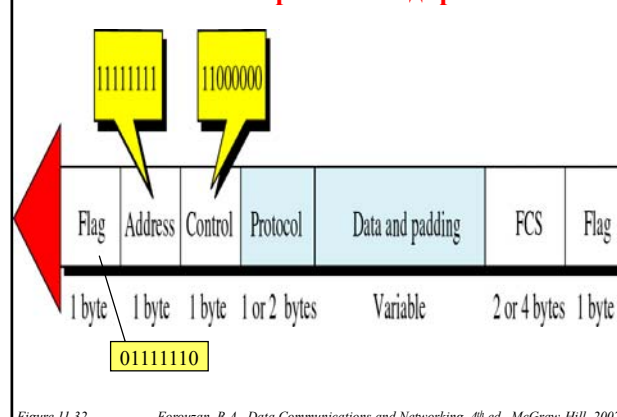 11111111 11000000
Flag Address Control Protocol Data and padding FCS Flag
1 byte 1 byte 1 byte 1 or 2 bytes Variable 2 or 4 bytes 1 byte
01111110
Figure 11.32 Forouzan, B.A. Data Communications and Networking. 4th ed. McGraw Hill, 2007